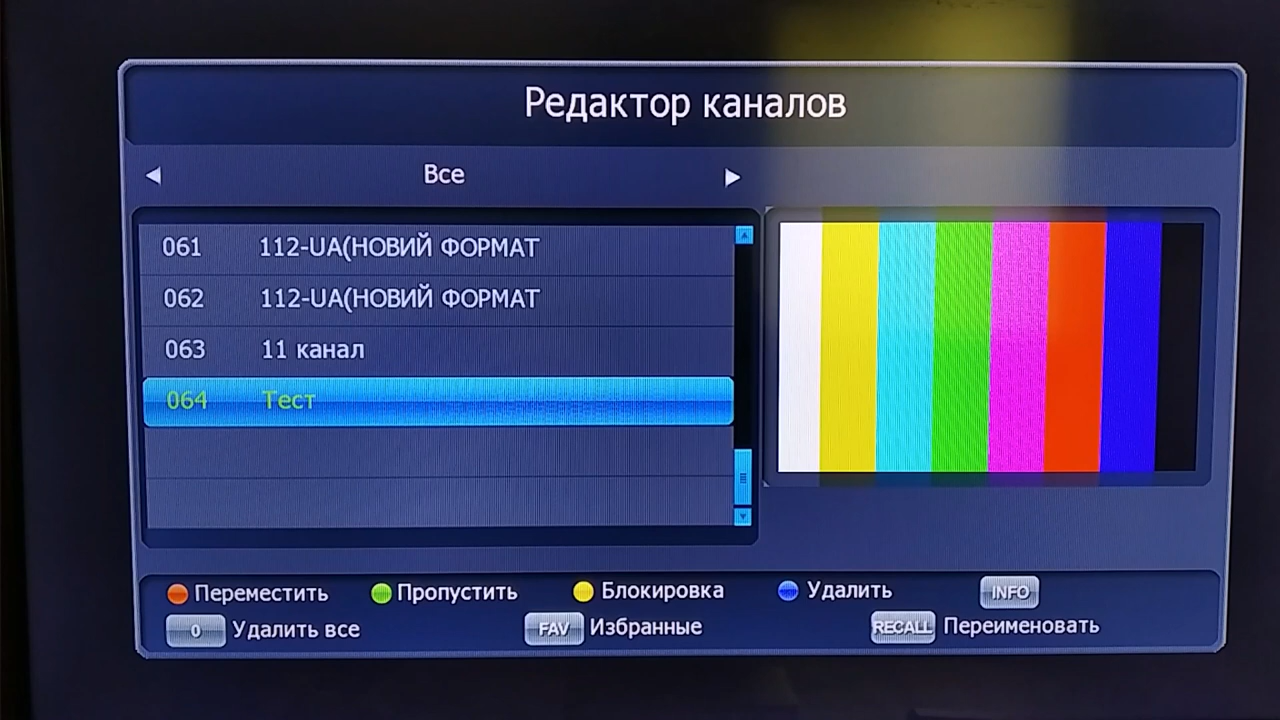 Редактор каналов
Все
061 112-UA(НОВИЙ ФОРМАТ
062 112-UA(НОВИЙ ФОРМАТ
063 11 канал
064 Тест
Переместить Пропустить Блокировка Удалить INFO
0 Удалить все FAV Избранные RECALL Переименовать